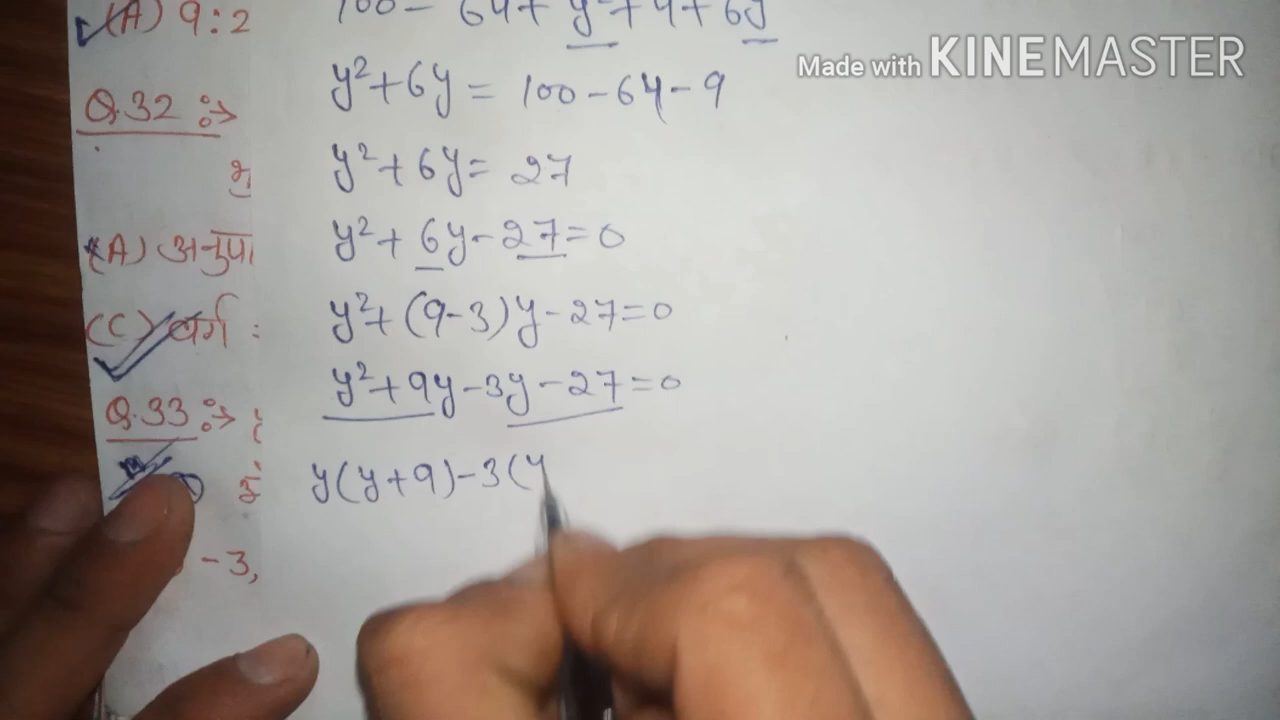 (A) 9:2
100 - 64 + y² + 9 + 6y
Made with KINEMASTER
y² + 6y = 100 - 64 - 9
Q.32 :->
y² + 6y = 27
y² + 6y - 27 = 0
(A) अनुपा
y² + (9-3)y - 27 = 0
(C) वर्ग :
y² + 9y - 3y - 27 = 0
Q.33 :->
y(y+9) - 3(y
-3,